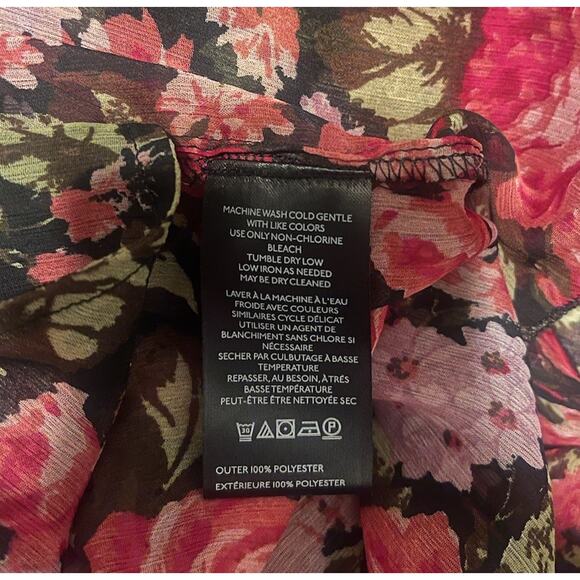 MACHINE WASH COLD GENTLE
WITH LIKE COLORS
USE ONLY NON-CHLORINE
BLEACH
TUMBLE DRY LOW
LOW IRON AS NEEDED
MAY BE DRY CLEANED
LAVER À LA MACHINE À L'EAU
FROIDE AVEC COULEURS
SIMILAIRES CYCLE DÉLICAT
UTILISER UN AGENT DE
BLANCHIMENT SANS CHLORE SI
NÉCESSAIRE
SECHER PAR CULBUTAGE À BASSE
TEMPERATURE
REPASSER, AU BESOIN, À TRÉS
BASSE TEMPÉRATURE
PEUT-ÊTRE ÊTRE NETTOYÉE SEC
30 P
OUTER 100% POLYESTER
EXTÉRIEURE 100% POLYESTER